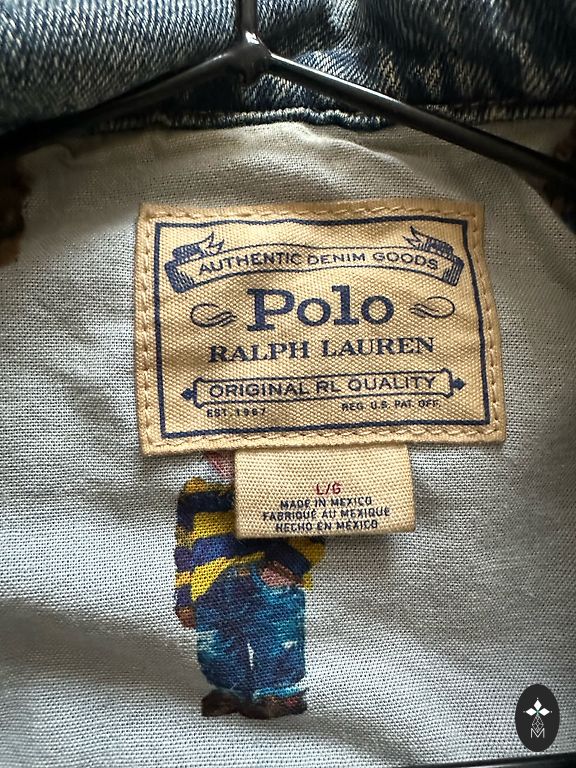 AUTHENTIC DENIM GOODS
Polo
RALPH LAUREN
ORIGINAL RL QUALITY
EST. 1967 REG. U.S. PAT. OFF.
L/G
MADE IN MEXICO
FABRIQUÉ AU MEXIQUE
HECHO EN MÉXICO
M